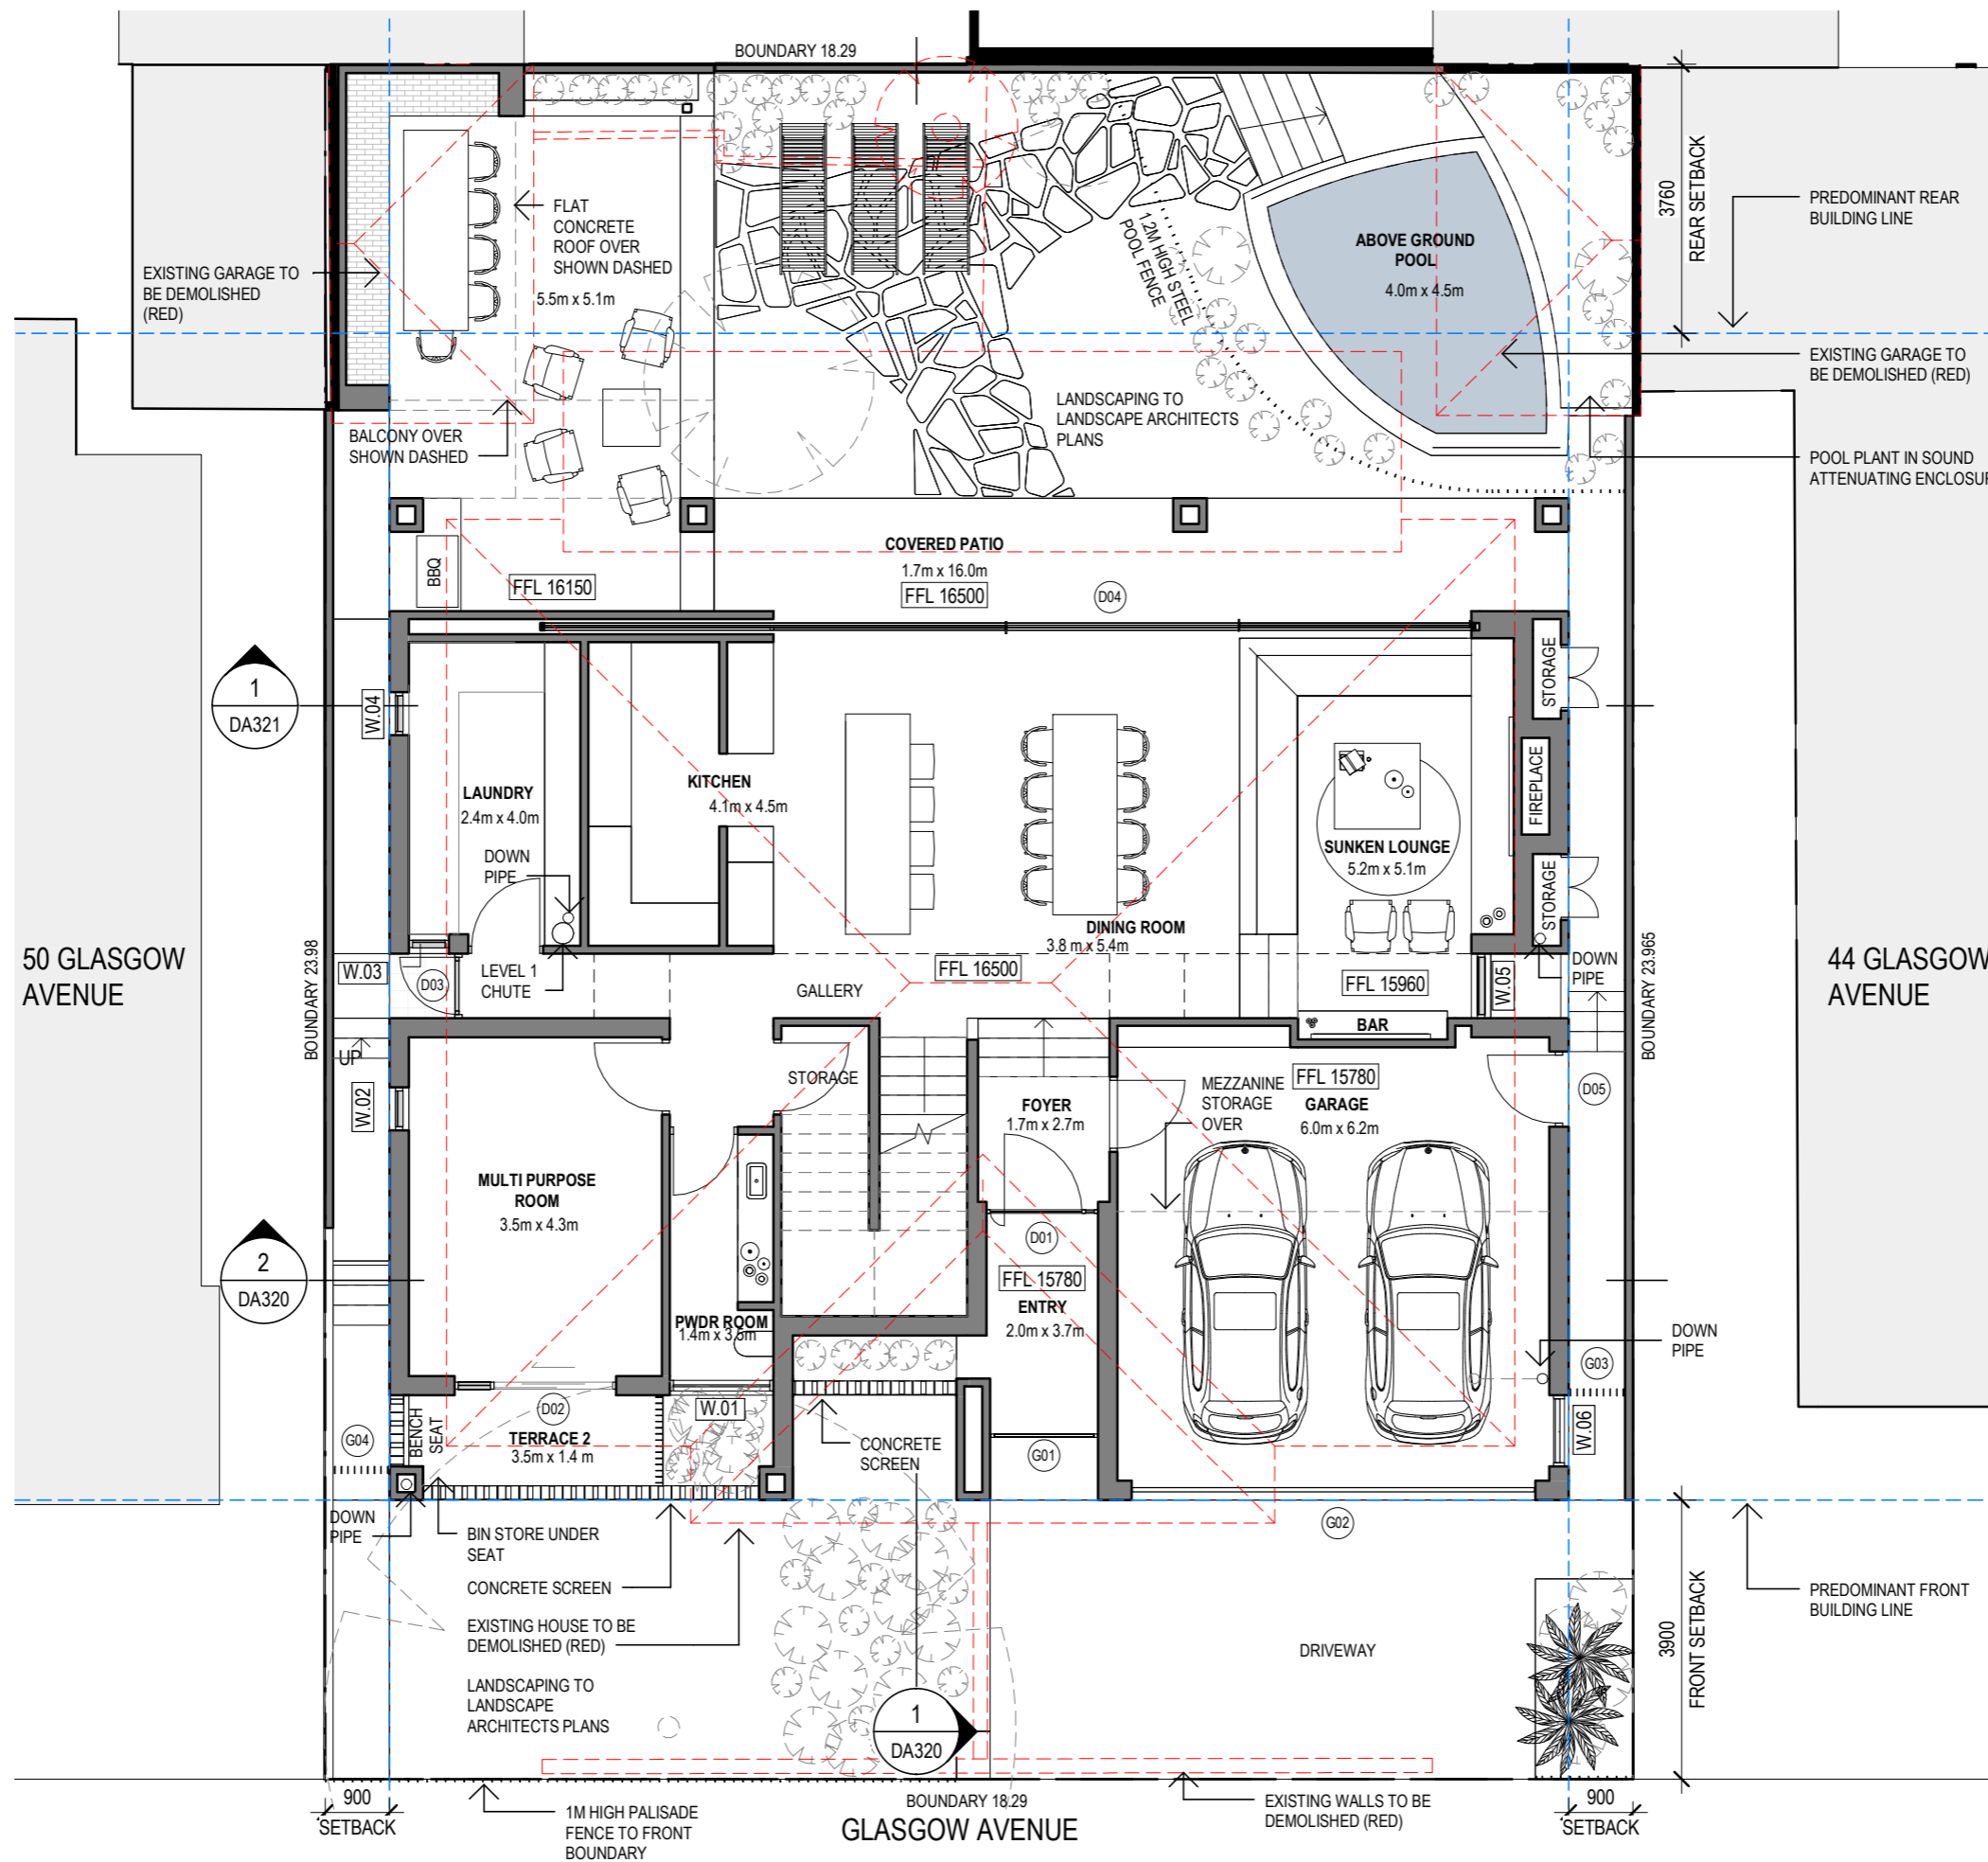 BOUNDARY 18.29
3760
REAR SETBACK
PREDOMINANT REAR
BUILDING LINE
FLAT
CONCRETE
ROOF OVER
SHOWN DASHED
5.5m x 5.1m
1.2M HIGH STEEL
POOL FENCE
ABOVE GROUND
POOL
4.0m x 4.5m
EXISTING GARAGE TO
BE DEMOLISHED
(RED)
EXISTING GARAGE TO
BE DEMOLISHED (RED)
LANDSCAPING TO
LANDSCAPE ARCHITECTS
PLANS
BALCONY OVER
SHOWN DASHED
POOL PLANT IN SOUND
ATTENUATING ENCLOSUR
COVERED PATIO
1.7m x 16.0m
FFL 16500
BBQ
FFL 16150
D04
1
DA321
W.04
STORAGE
FIREPLACE
STORAGE
LAUNDRY
2.4m x 4.0m
KITCHEN
4.1m x 4.5m
DOWN
PIPE
SUNKEN LOUNGE
5.2m x 5.1m
DINING ROOM
3.8 m x 5.4m
50 GLASGOW
AVENUE
BOUNDARY 23.98
W.03
D03
LEVEL 1
CHUTE
GALLERY
FFL 16500
FFL 15960
W.05
DOWN
PIPE
BOUNDARY 23.965
44 GLASGOW
AVENUE
BAR
UP
W.02
STORAGE
FOYER
1.7m x 2.7m
MEZZANINE
STORAGE
OVER
FFL 15780
GARAGE
6.0m x 6.2m
D05
MULTI PURPOSE
ROOM
3.5m x 4.3m
2
DA320
D01
FFL 15780
ENTRY
2.0m x 3.7m
PWDR ROOM
1.4m x 3.5m
DOWN
PIPE
G03
BENCH
SEAT
D02
W.01
G04
TERRACE 2
3.5m x 1.4 m
CONCRETE
SCREEN
G01
W.06
DOWN
PIPE
BIN STORE UNDER
SEAT
G02
CONCRETE SCREEN
PREDOMINANT FRONT
BUILDING LINE
EXISTING HOUSE TO BE
DEMOLISHED (RED)
DRIVEWAY
3900
FRONT SETBACK
LANDSCAPING TO
LANDSCAPE
ARCHITECTS PLANS
1
DA320
900
SETBACK
1M HIGH PALISADE
FENCE TO FRONT
BOUNDARY
BOUNDARY 18.29
GLASGOW AVENUE
EXISTING WALLS TO BE
DEMOLISHED (RED)
900
SETBACK